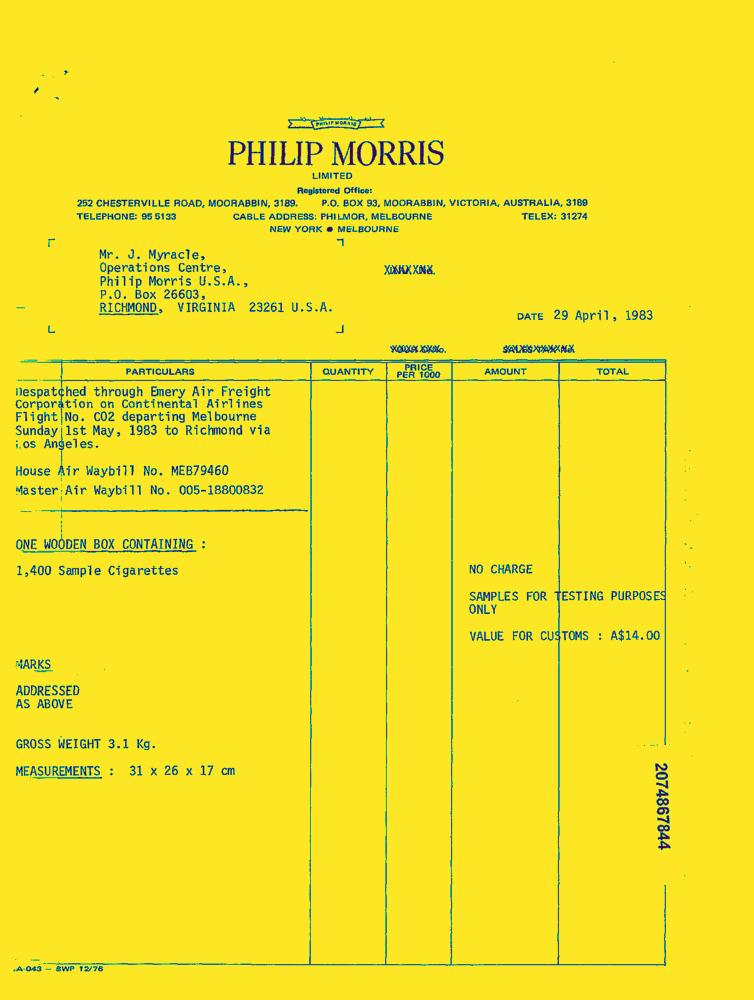 PHILIP MORRIS
PHILIP MORRIS
LIMITED
Registered Office:
252 CHESTERVILLE ROAD, MOORABBIN, 3189. P.O. BOX 93, MOORABBIN, VICTORIA, AUSTRALIA, 3189
TELEPHONE: 95 5133 CABLE ADDRESS: PHILMOR, MELBOURNE TELEX: 31274
NEW YORK ● MELBOURNE
Mr. J. Myracle,
Operations Centre,
Philip Morris U.S.A.,
P.O. Box 26603,
RICHMOND, VIRGINIA 23261 U.S.A.
DATE 29 April, 1983
PARTICULARS QUANTITY PRICE PER 1000 AMOUNT TOTAL
Despatched through Emery Air Freight
Corporation on Continental Airlines
Flight No. CO2 departing Melbourne
Sunday 1st May, 1983 to Richmond via
Los Angeles.
House Air Waybill No. MEB79460
Master Air Waybill No. 005-18800832
ONE WOODEN BOX CONTAINING :
1,400 Sample Cigarettes
NO CHARGE
SAMPLES FOR TESTING PURPOSES
ONLY
VALUE FOR CUSTOMS : A$14.00
MARKS
ADDRESSED
AS ABOVE
GROSS WEIGHT 3.1 Kg.
MEASUREMENTS : 31 x 26 x 17 cm
2074867844
A-043 — SWP 12/76